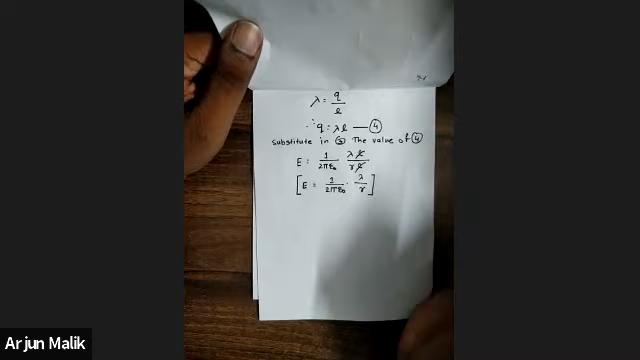 λ = q/l
∴ q = λl —— ④
substitute in ③ The value of ④
E = 1/2πε₀ λl/rl
[E = 1/2πε₀ · λ/r]
Arjun Malik